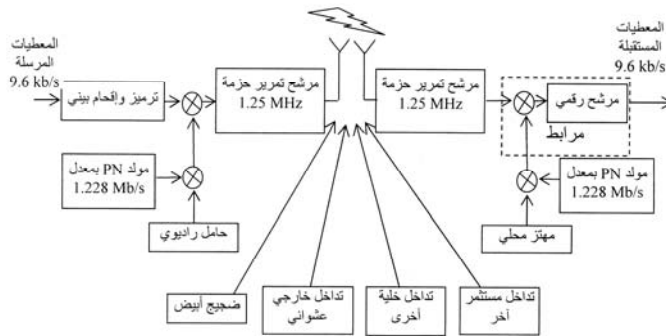 المعطيات
المرسلة
9.6 kb/s
ترميز وإقحام بيني
مرشح تمرير حزمة
1.25 MHz
مرشح تمرير حزمة
1.25 MHz
المعطيات
المستقبلة
9.6 kb/s
مرشح رقمي
مرابط
مولد PN بمعدل
1.228 Mb/s
حامل راديوي
مولد PN بمعدل
1.228 Mb/s
مهتز محلي
ضجيج أبيض
تداخل خارجي
عشواني
تداخل خلية
أخرى
تداخل مستثمر
آخر